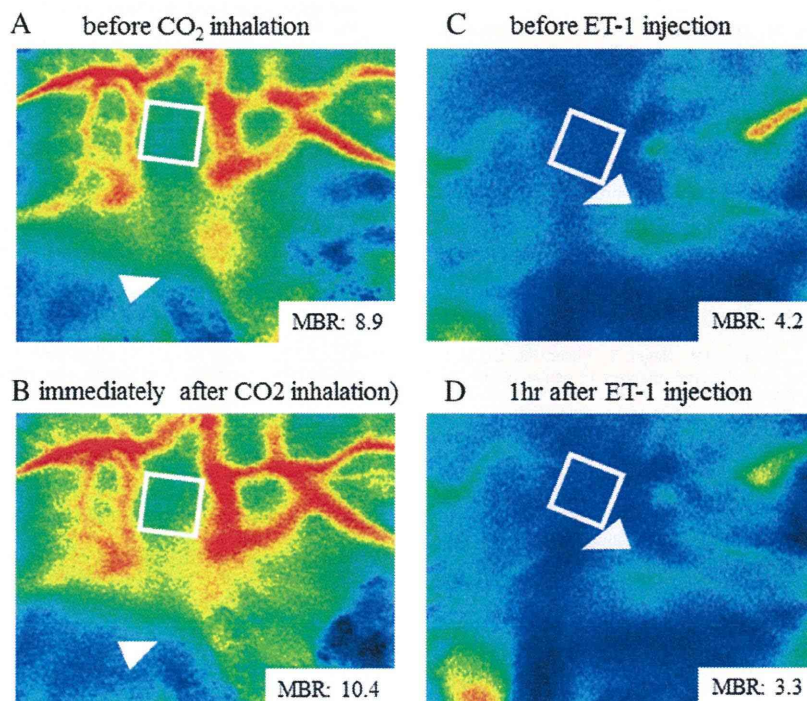 A before CO₂ inhalation
MBR: 8.9
B immediately after CO2 inhalation)
MBR: 10.4
C before ET-1 injection
MBR: 4.2
D 1hr after ET-1 injection
MBR: 3.3